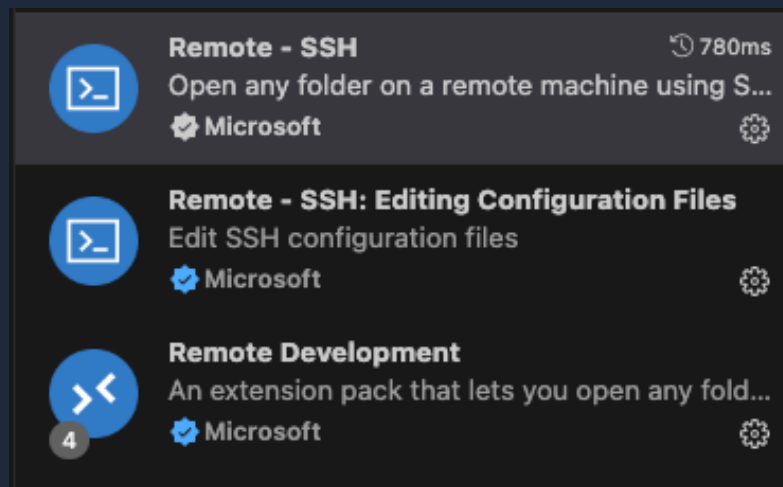 Remote - SSH 780ms
Open any folder on a remote machine using S...
Microsoft
Remote - SSH: Editing Configuration Files
Edit SSH configuration files
Microsoft
Remote Development
An extension pack that lets you open any fold...
4 Microsoft